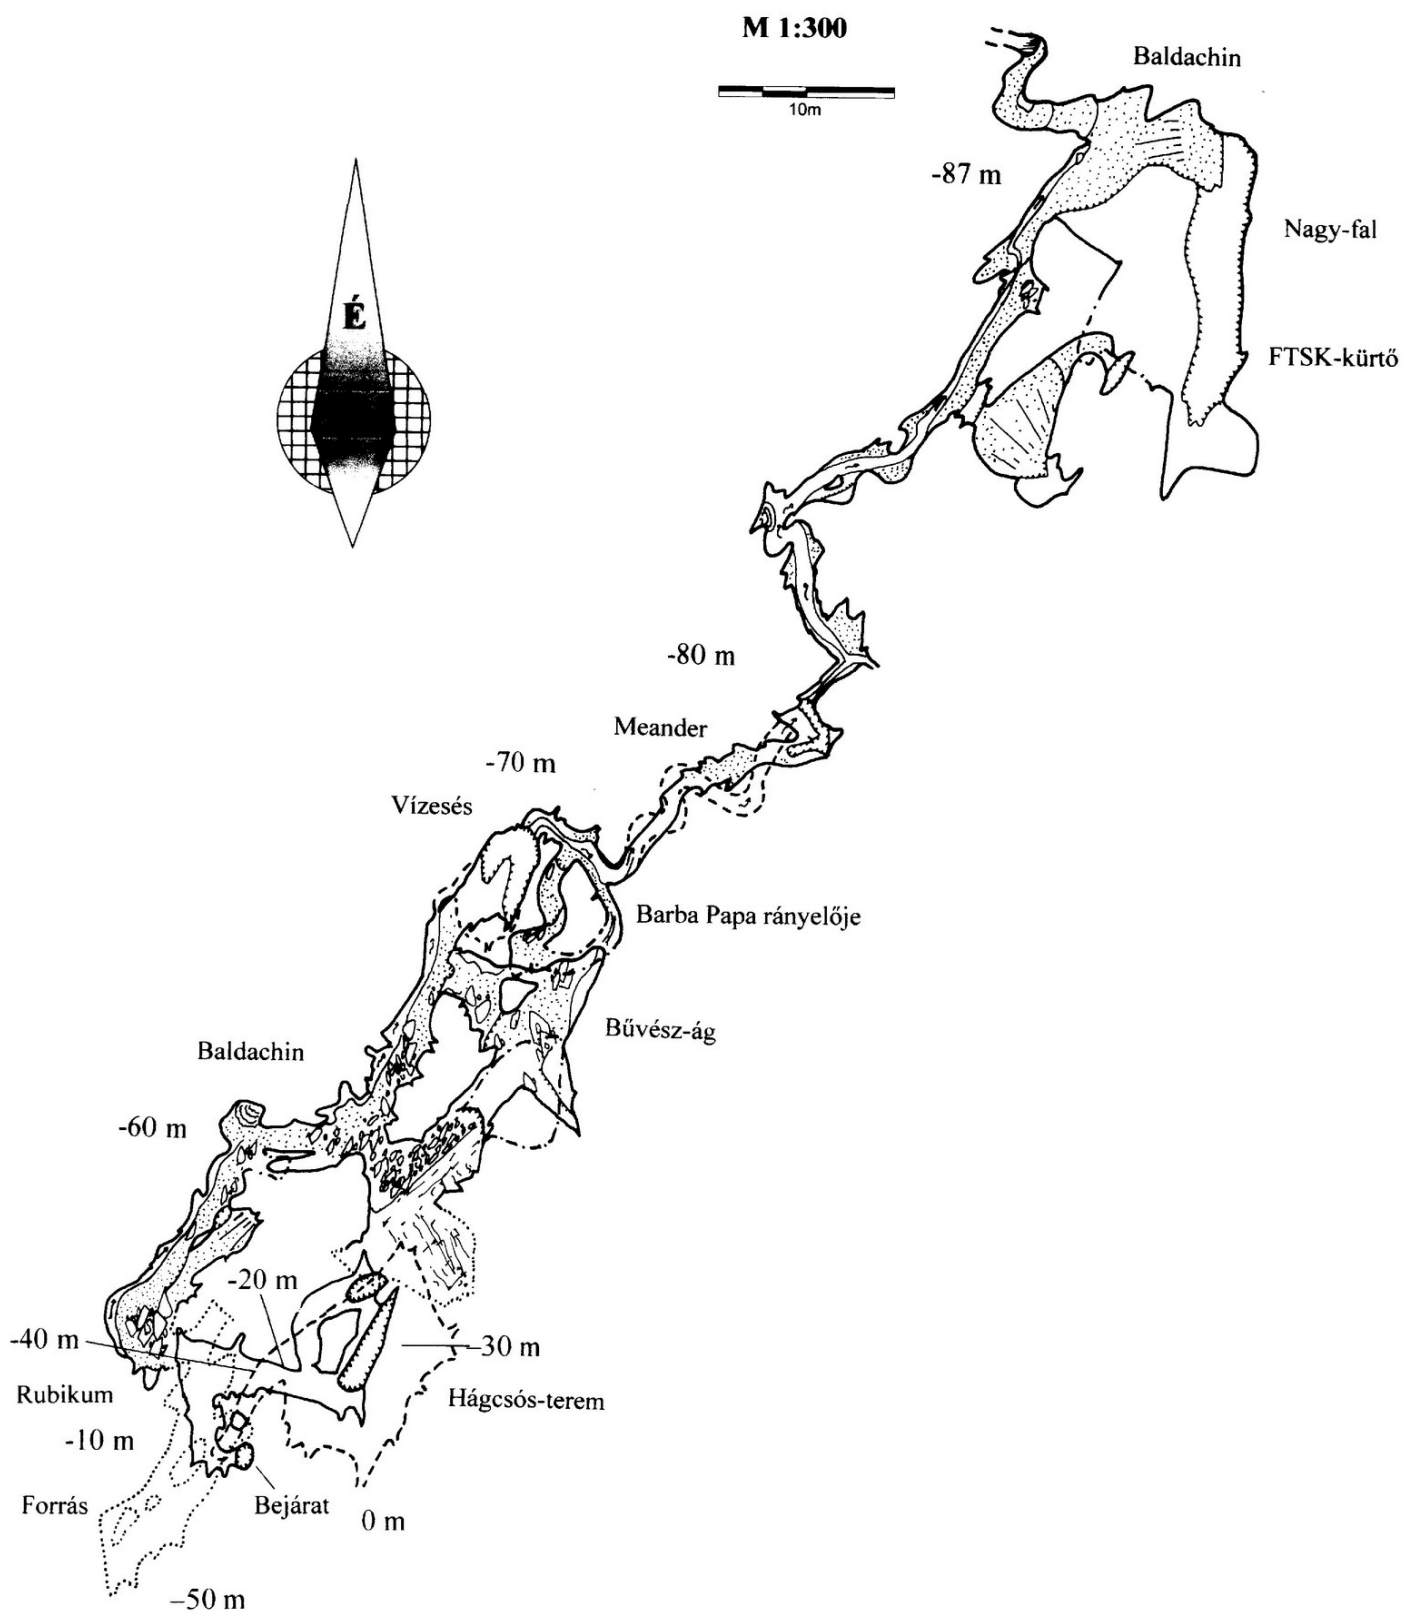 M 1:300
10m
Baldachin
-87 m
Nagy-fal
É
FTSK-kürtő
-80 m
Meander
-70 m
Vízesés
Barba Papa rányelője
Bűvész-ág
Baldachin
-60 m
-20 m
-40 m
–30 m
Rubikum
Hágcsós-terem
-10 m
Forrás
Bejárat
0 m
–50 m